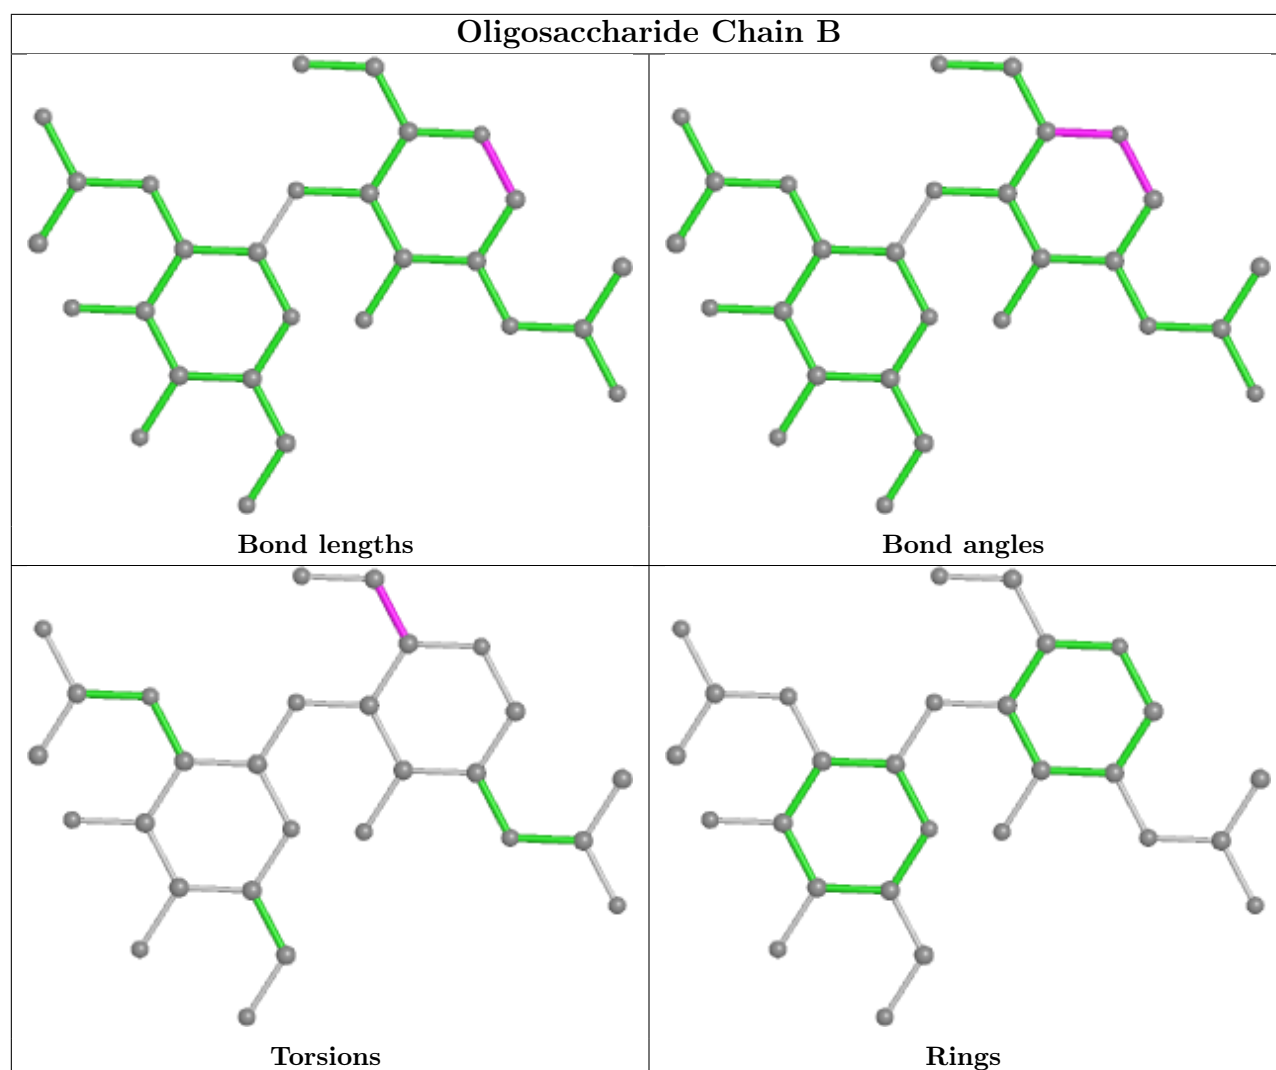 Oligosaccharide Chain B
Bond lengths
Bond angles
Torsions
Rings